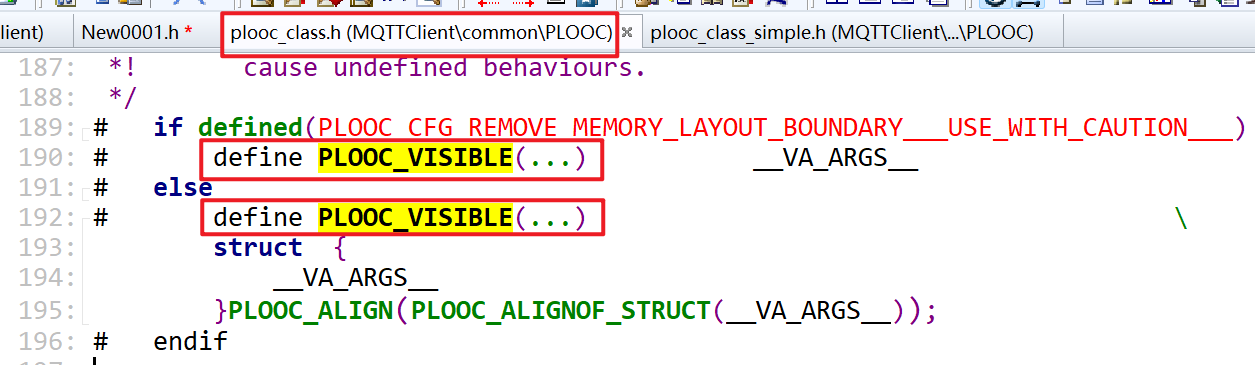 lient) New0001.h * plooc_class.h (MQTTClient\common\PLOOC) plooc_class_simple.h (MQTTClient\...\PLOOC)
187: *! cause undefined behaviours.
188: */
189: # if defined(PLOOC_CFG_REMOVE_MEMORY_LAYOUT_BOUNDARY___USE_WITH_CAUTION___)
190: # define PLOOC_VISIBLE(...) __VA_ARGS__
191: # else
192: # define PLOOC_VISIBLE(...) \
193: struct {
194: __VA_ARGS__
195: }PLOOC_ALIGN(PLOOC_ALIGNOF_STRUCT(__VA_ARGS__));
196: # endif